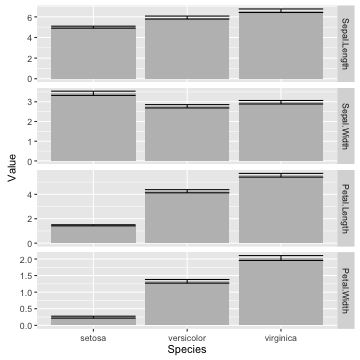 Value
6
4
2
0
Sepal.Length
3
2
1
0
Sepal.Width
4
2
0
Petal.Length
2.0
1.5
1.0
0.5
0.0
Petal.Width
setosa versicolor virginica
Species